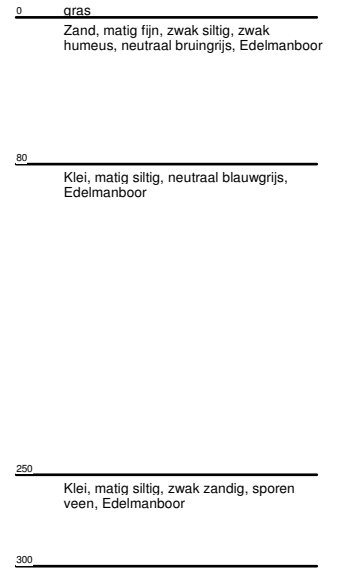 0 gras
Zand, matig fijn, zwak siltig, zwak
humeus, neutraal bruingrijs, Edelmanboor
80
Klei, matig siltig, neutraal blauwgrijs,
Edelmanboor
250
Klei, matig siltig, zwak zandig, sporen
veen, Edelmanboor
300